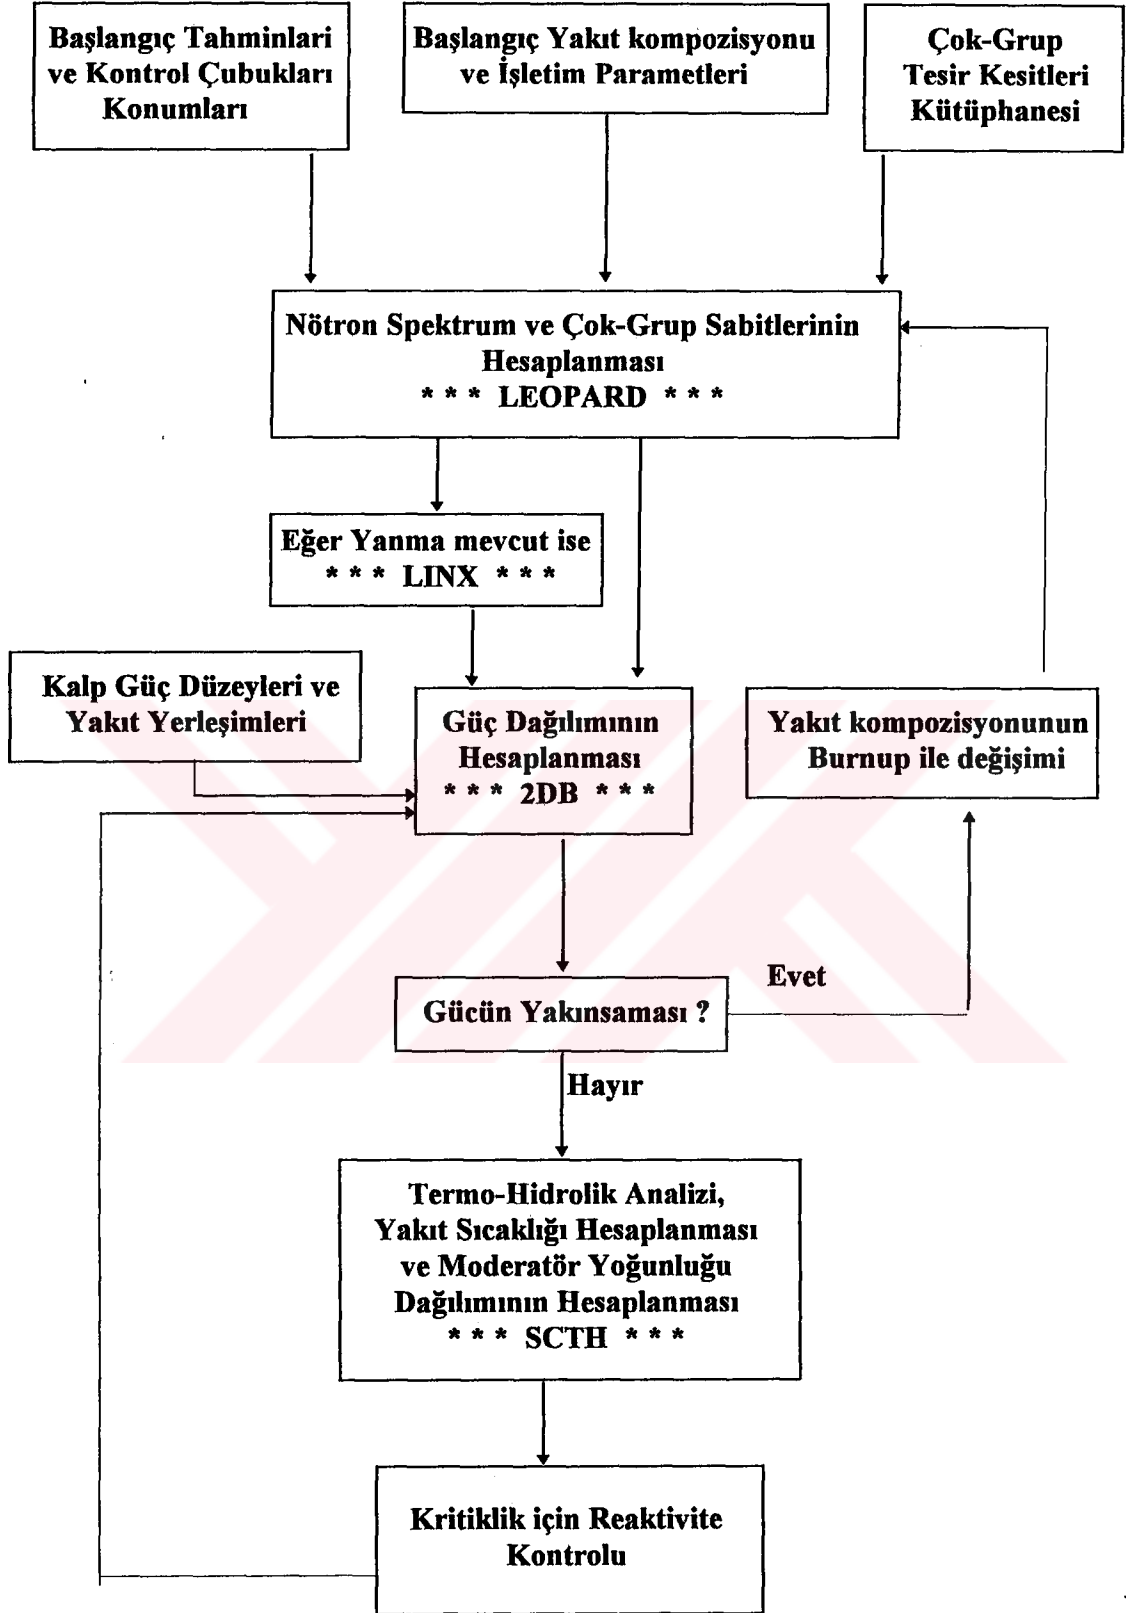 Başlangıç Tahminlari
ve Kontrol Çubukları
Konumları
Başlangıç Yakıt kompozisyonu
ve İşletim Parametleri
Çok-Grup
Tesir Kesitleri
Kütüphanesi
Nötron Spektrum ve Çok-Grup Sabitlerinin
Hesaplanması
* * * LEOPARD * * *
Eğer Yanma mevcut ise
* * * LINX * * *
Kalp Güç Düzeyleri ve
Yakıt Yerleşimleri
Güç Dağılımının
Hesaplanması
* * * 2DB * * *
Yakıt kompozisyonunun
Burnup ile değişimi
Gücün Yakınsaması ?
Evet
Hayır
Termo-Hidrolik Analizi,
Yakıt Sıcaklığı Hesaplanması
ve Moderatör Yoğunluğu
Dağılımının Hesaplanması
* * * SCTH * * *
Kritiklik için Reaktivite
Kontrolu